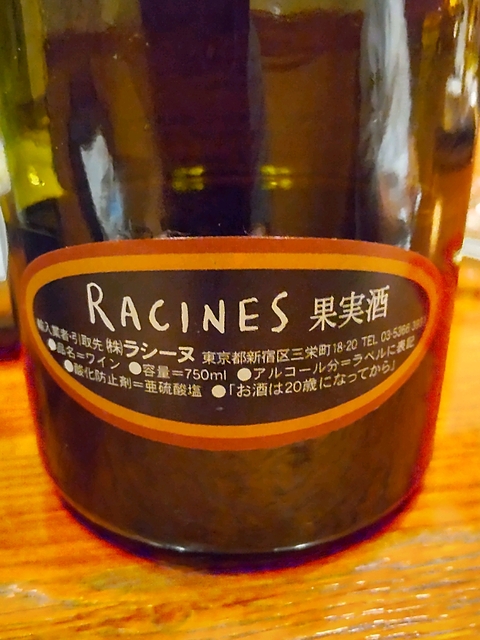 RACINES 果実酒
輸入業者・引取先 (株)ラシーヌ 東京都新宿区三栄町18-20 TEL 03-5366
●品名=ワイン ●容量=750ml ●アルコール分=ラベルに表記
●酸化防止剤=亜硫酸塩 ●「お酒は20歳になってから」